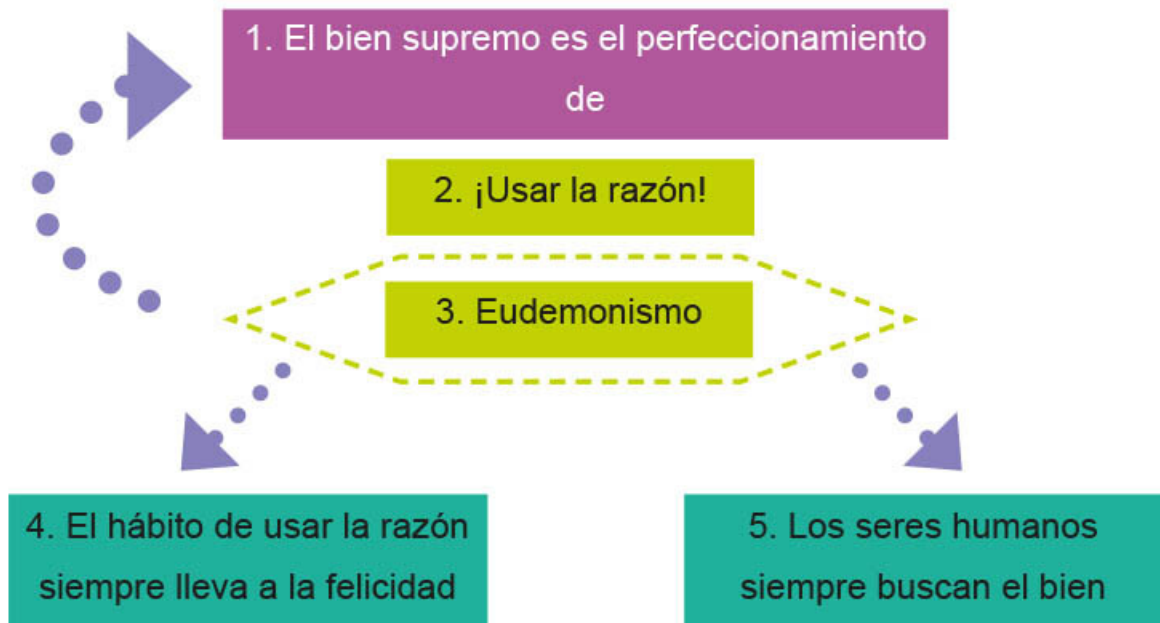 1. El bien supremo es el perfeccionamiento
de
2. ¡Usar la razón!
3. Eudemonismo
4. El hábito de usar la razón
siempre lleva a la felicidad
5. Los seres humanos
siempre buscan el bien